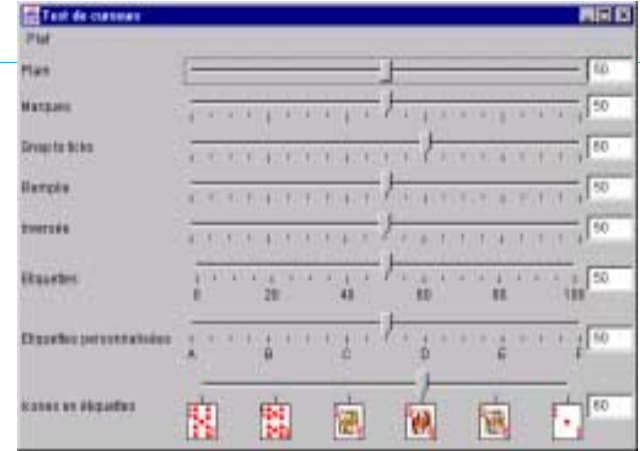 Test de curseurs
Plaf
Plain 50
Marques 50
Snap to ticks 60
Remplie 50
Inversée 50
Etiquettes 50
0 20 40 60 80 100
Etiquettes personnalisées 50
A B C D E F
Icones en étiquettes 60